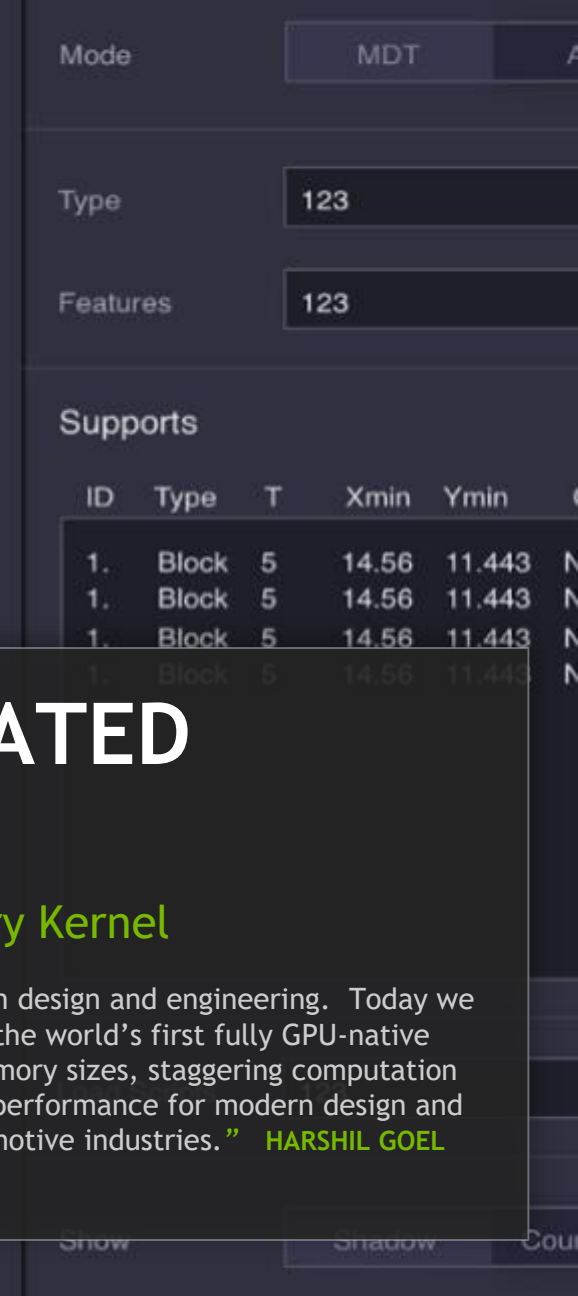 Mode MDT A
Type 123
Features 123
Supports
ID Type T Xmin Ymin
1. Block 5 14.56 11.443 N
1. Block 5 14.56 11.443 N
1. Block 5 14.56 11.443 N
1. Block 5 14.56 11.443 N
ATED
ry Kernel
n design and engineering. Today we
the world’s first fully GPU-native
mory sizes, staggering computation
performance for modern design and
motive industries.” HARSHIL GOEL
123
Show Shadow Cour